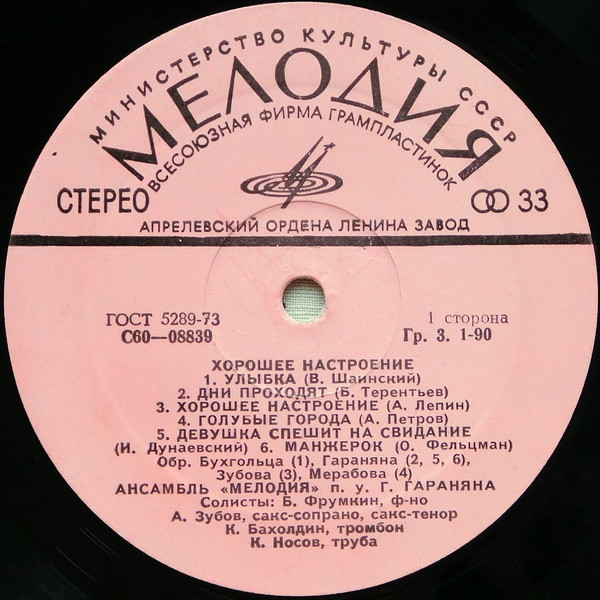 МИНИСТЕРСТВО КУЛЬТУРЫ СССР
МЕЛОДИЯ
ВСЕСОЮЗНАЯ ФИРМА ГРАМПЛАСТИНОК
СТЕРЕО 33
АПРЕЛЕВСКИЙ ОРДЕНА ЛЕНИНА ЗАВОД
ГОСТ 5289-73 1 сторона
С60—08839 Гр. 3. 1-90
ХОРОШЕЕ НАСТРОЕНИЕ
1. УЛЫБКА (В. Шаинский)
2. ДНИ ПРОХОДЯТ (Б. Терентьев)
3. ХОРОШЕЕ НАСТРОЕНИЕ (А. Лепин)
4. ГОЛУБЫЕ ГОРОДА (А. Петров)
5. ДЕВУШКА СПЕШИТ НА СВИДАНИЕ
(И. Дунаевский) 6. МАНЖЕРОК (О. Фельцман)
Обр. Бухгольца (1), Гараняна (2, 5, 6),
Зубова (3), Мерабова (4)
АНСАМБЛЬ «МЕЛОДИЯ» п. у. Г. ГАРАНЯНА
Солисты: Б. Фрумкин, ф-но
А. Зубов, сакс-сопрано, сакс-тенор
К. Бахолдин, тромбон
К. Носов, труба